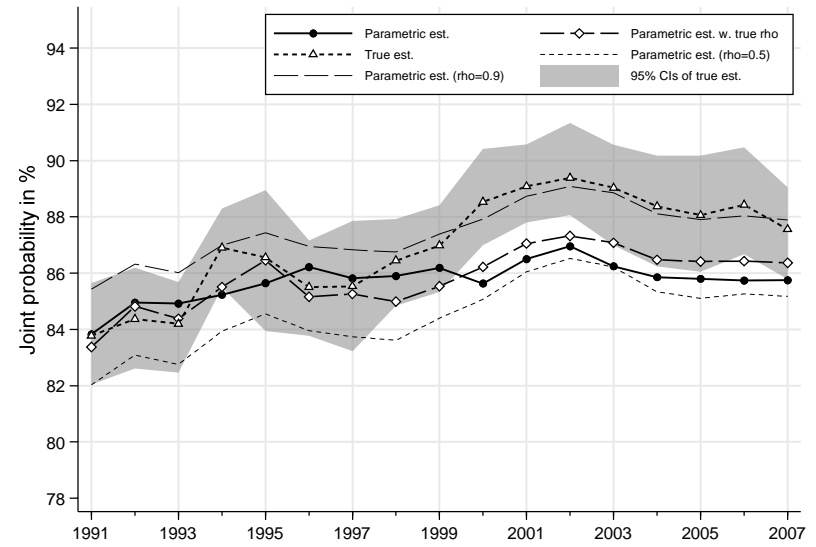 Parametric est.
True est.
Parametric est. (rho=0.9)
Parametric est. w. true rho
Parametric est. (rho=0.5)
95% CIs of true est.
Joint probability in %
94
92
90
88
86
84
82
80
78
1991 1993 1995 1997 1999 2001 2003 2005 2007